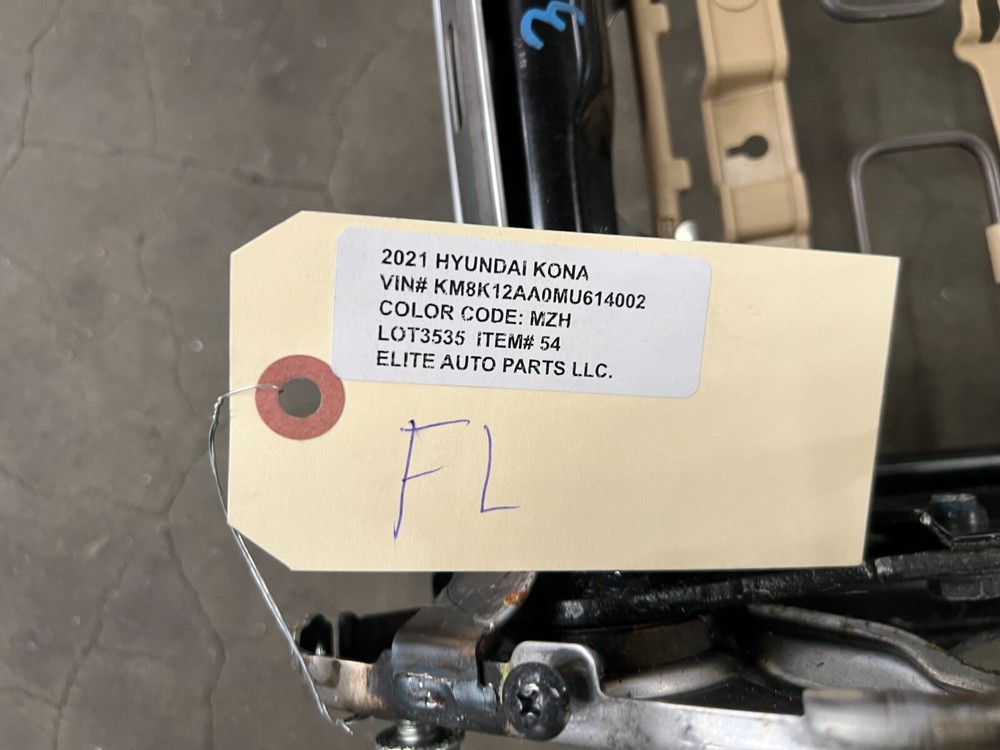 2021 HYUNDAI KONA
VIN# KM8K12AA0MU614002
COLOR CODE: MZH
LOT3535 ITEM# 54
ELITE AUTO PARTS LLC.
FL